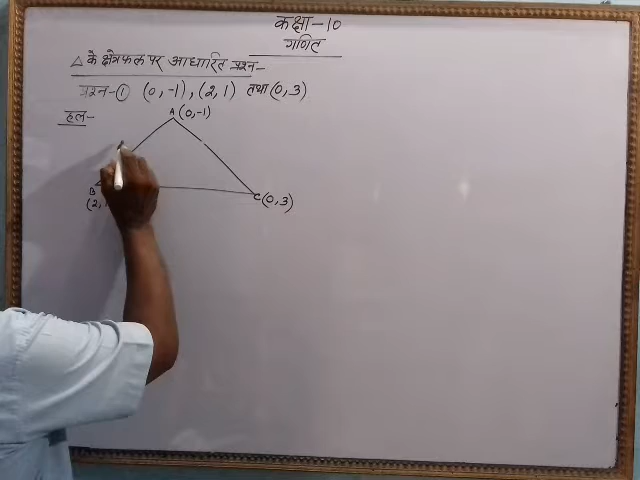 कक्षा-10
गणित
△ के क्षेत्रफल पर आधारित प्रश्न-
प्रश्न-① (0,-1), (2,1) तथा (0,3)
हल-
A (0,-1)
B
(2,
C(0,3)